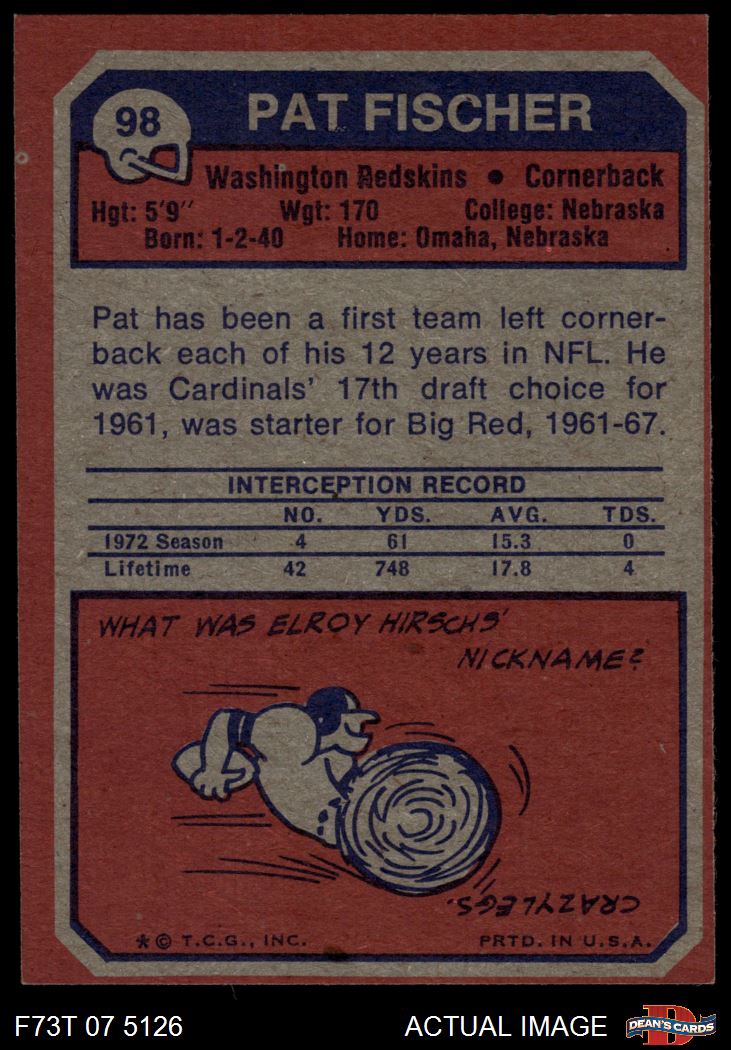 98
PAT FISCHER
Washington Redskins • Cornerback
Hgt: 5'9" Wgt: 170 College: Nebraska
Born: 1-2-40 Home: Omaha, Nebraska
Pat has been a first team left corner-
back each of his 12 years in NFL. He
was Cardinals' 17th draft choice for
1961, was starter for Big Red, 1961-67.
INTERCEPTION RECORD
NO. YDS. AVG. TDS.
1972 Season 4 61 15.3 0
Lifetime 42 748 17.8 4
WHAT WAS ELROY HIRSCHS'
NICKNAME?
CRAZYLEGS.
* © T.C.G., INC. PRTD. IN U.S.A.
F73T 07 5126 ACTUAL IMAGE D DEAN'S CARDS